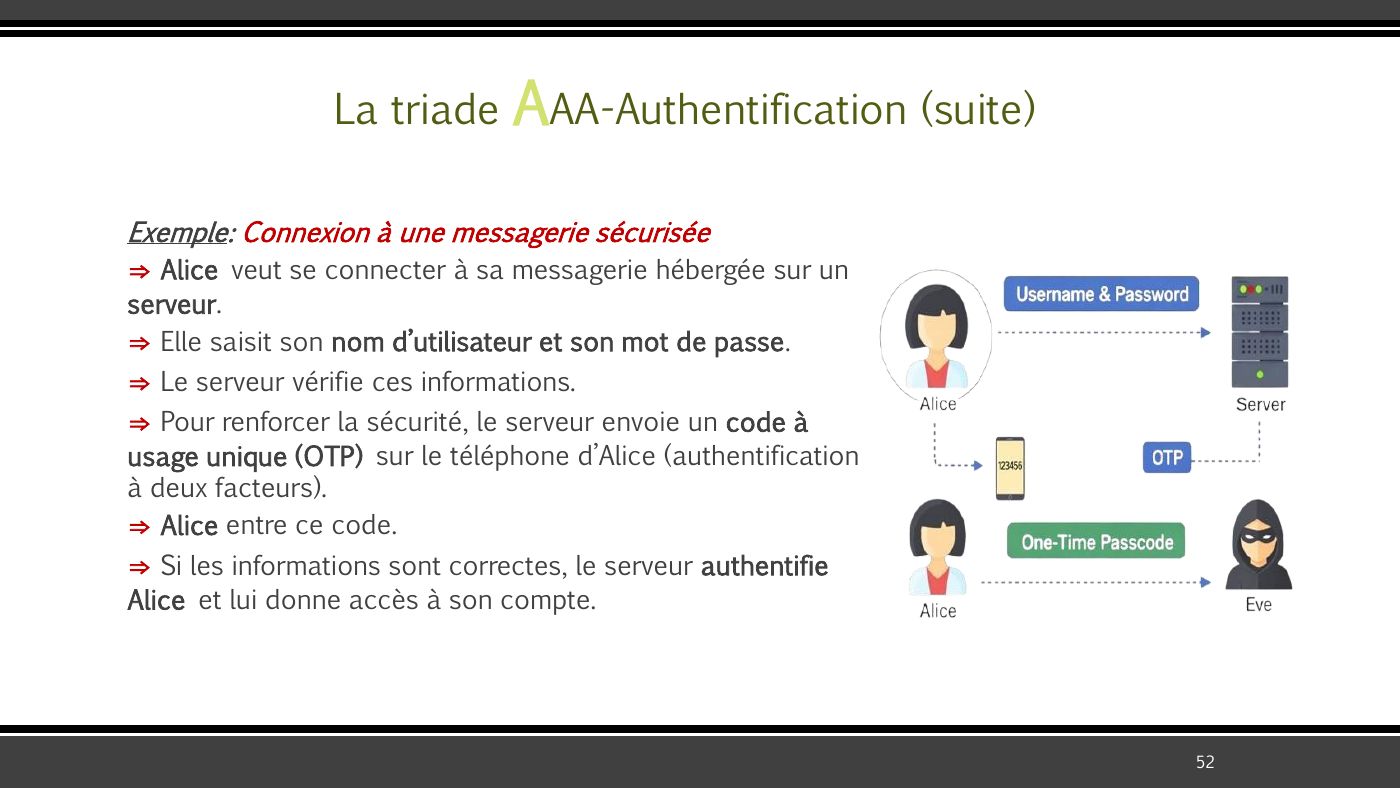 La triade AAA-Authentification (suite)
Exemple: Connexion à une messagerie sécurisée
⇒ Alice veut se connecter à sa messagerie hébergée sur un
serveur.
⇒ Elle saisit son nom d’utilisateur et son mot de passe.
⇒ Le serveur vérifie ces informations.
⇒ Pour renforcer la sécurité, le serveur envoie un code à
usage unique (OTP) sur le téléphone d’Alice (authentification
à deux facteurs).
⇒ Alice entre ce code.
⇒ Si les informations sont correctes, le serveur authentifie
Alice et lui donne accès à son compte.
Username & Password
Alice
Server
123456
OTP
One-Time Passcode
Alice
Eve
52